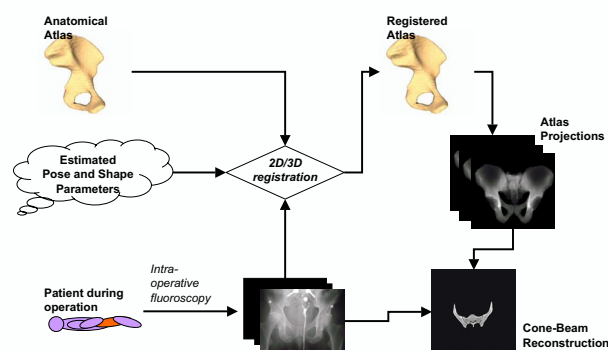 Anatomical
Atlas
Registered
Atlas
Atlas
Projections
Estimated
Pose and Shape
Parameters
2D/3D
registration
Intra-
operative
fluoroscopy
Patient during
operation
Cone-Beam
Reconstruction